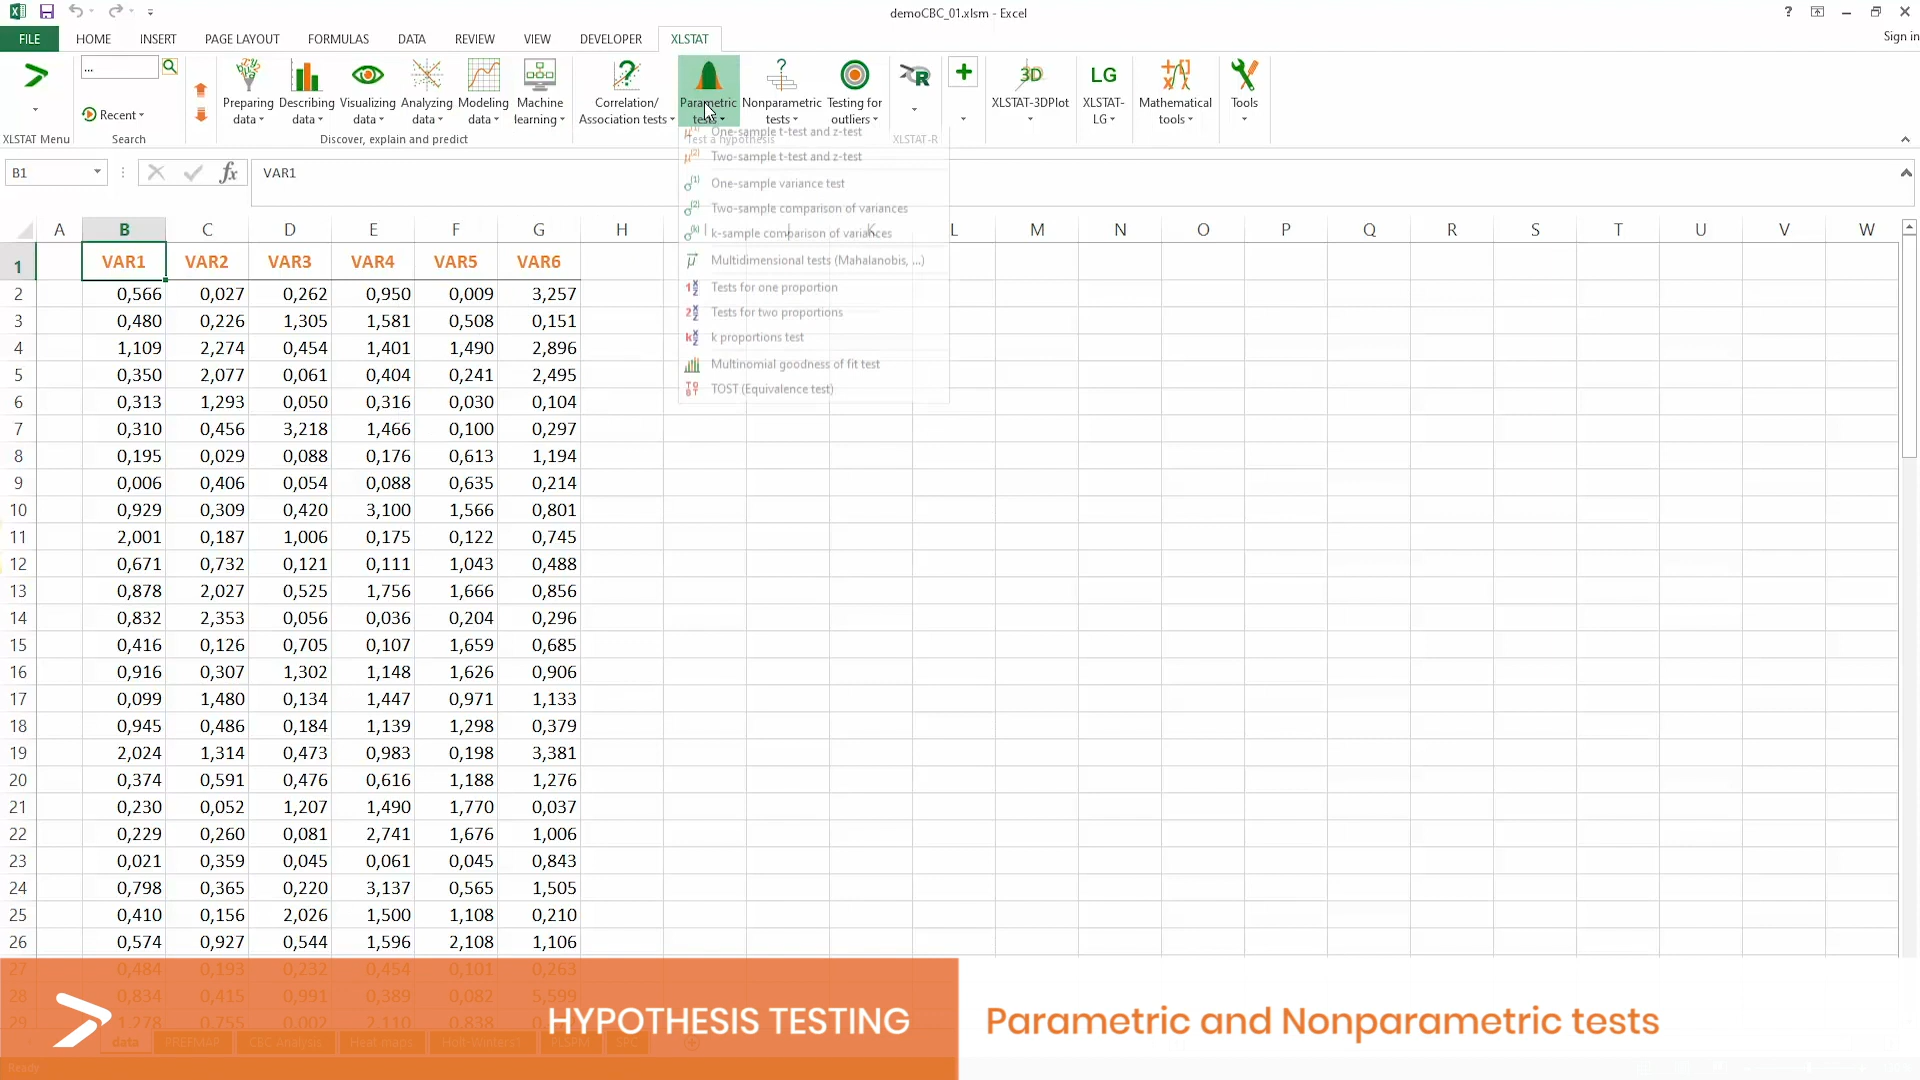 demoCBC_01.xlsm - Excel
?
Sign in
FILE HOME INSERT PAGE LAYOUT FORMULAS DATA REVIEW VIEW DEVELOPER XLSTAT
...
Recent
Preparing data
Describing data
Visualizing data
Analyzing data
Modeling data
Machine learning
Correlation/ Association tests
Parametric tests
Nonparametric tests
Testing for outliers
R
3D
XLSTAT-3DPlot
LG
XLSTAT-LG
Mathematical tools
Tools
XLSTAT Menu Search Discover, explain and predict Test a hypothesis XLSTAT-R
One-sample t-test and z-test
Two-sample t-test and z-test
One-sample variance test
Two-sample comparison of variances
k-sample comparison of variances
Multidimensional tests (Mahalanobis, ...)
Tests for one proportion
Tests for two proportions
k proportions test
Multinomial goodness of fit test
TOST (Equivalence test)
B1 fx VAR1
A B C D E F G H I J K L M N O P Q R S T U V W
1 VAR1 VAR2 VAR3 VAR4 VAR5 VAR6
2 0,566 0,027 0,262 0,950 0,009 3,257
3 0,480 0,226 1,305 1,581 0,508 0,151
4 1,109 2,274 0,454 1,401 1,490 2,896
5 0,350 2,077 0,061 0,404 0,241 2,495
6 0,313 1,293 0,050 0,316 0,030 0,104
7 0,310 0,456 3,218 1,466 0,100 0,297
8 0,195 0,029 0,088 0,176 0,613 1,194
9 0,006 0,406 0,054 0,088 0,635 0,214
10 0,929 0,309 0,420 3,100 1,566 0,801
11 2,001 0,187 1,006 0,175 0,122 0,745
12 0,671 0,732 0,121 0,111 1,043 0,488
13 0,878 2,027 0,525 1,756 1,666 0,856
14 0,832 2,353 0,056 0,036 0,204 0,296
15 0,416 0,126 0,705 0,107 1,659 0,685
16 0,916 0,307 1,302 1,148 1,626 0,906
17 0,099 1,480 0,134 1,447 0,971 1,133
18 0,945 0,486 0,184 1,139 1,298 0,379
19 2,024 1,314 0,473 0,983 0,198 3,381
20 0,374 0,591 0,476 0,616 1,188 1,276
21 0,230 0,052 1,207 1,490 1,770 0,037
22 0,229 0,260 0,081 2,741 1,676 1,006
23 0,021 0,359 0,045 0,061 0,045 0,843
24 0,798 0,365 0,220 3,137 0,565 1,505
25 0,410 0,156 2,026 1,500 1,108 0,210
26 0,574 0,927 0,544 1,596 2,108 1,106
27 0,484 0,193 0,232 0,454 0,101 0,263
28 0,834 0,415 0,991 0,389 0,082 5,599
29 1,278 0,755 0,002 2,110 0,838
HYPOTHESIS TESTING
Parametric and Nonparametric tests
data PREFMAP CBC Analysis Heat maps Holt-Winters1 PLSPM SPC
Ready